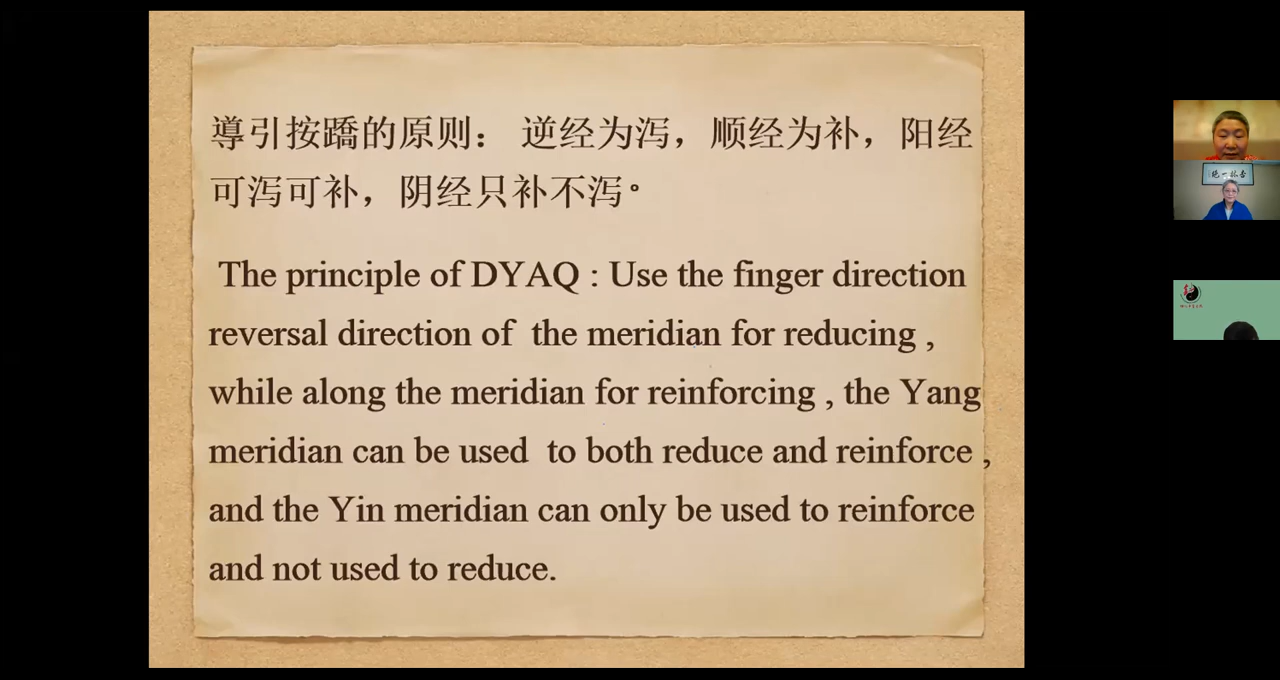 導引按蹻的原则： 逆经为泻，顺经为补，阳经
可泻可补，阴经只补不泻。
The principle of DYAQ : Use the finger direction
reversal direction of the meridian for reducing ,
while along the meridian for reinforcing , the Yang
meridian can be used to both reduce and reinforce ,
and the Yin meridian can only be used to reinforce
and not used to reduce.